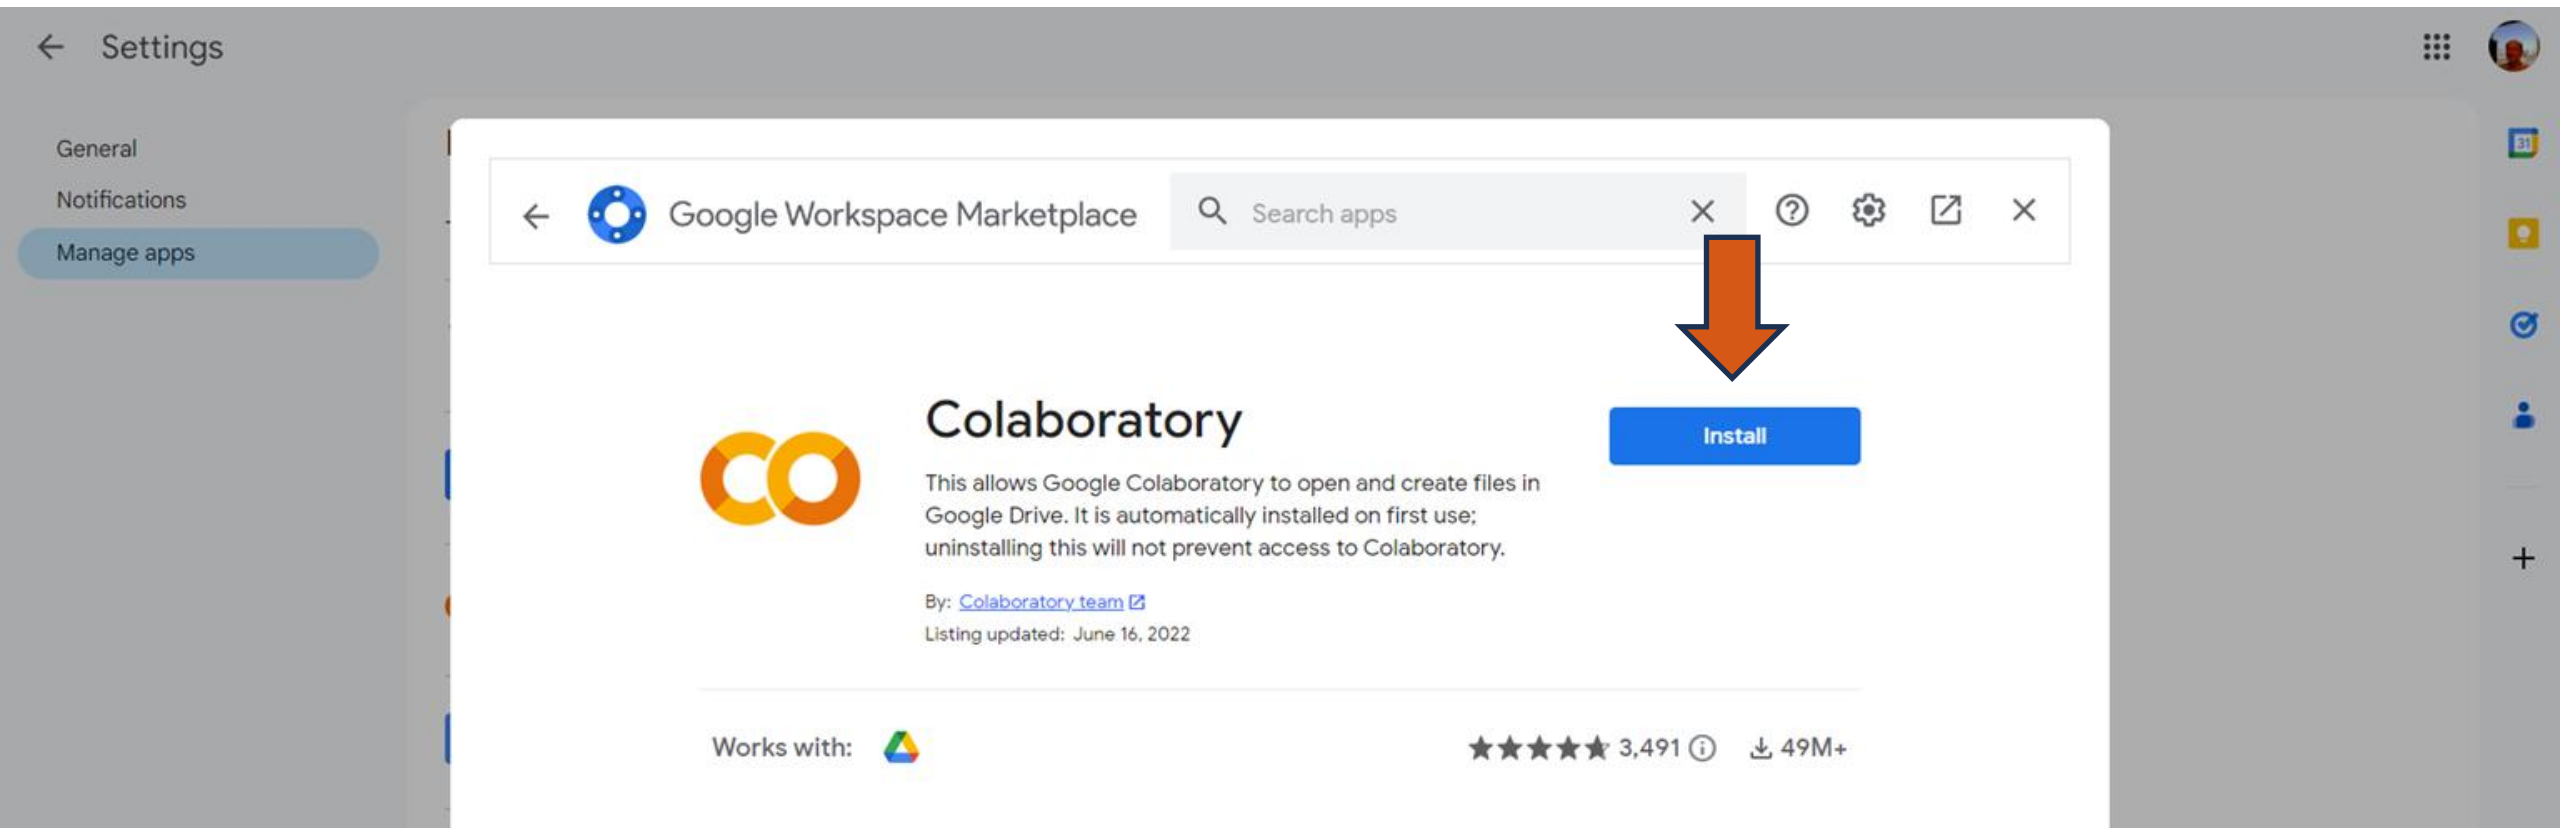 Settings
General
Notifications
Manage apps
Google Workspace Marketplace
Search apps
Colaboratory
Install
This allows Google Colaboratory to open and create files in
Google Drive. It is automatically installed on first use;
uninstalling this will not prevent access to Colaboratory.
By: Colaboratory team
Listing updated: June 16, 2022
Works with:
3,491
49M+
31